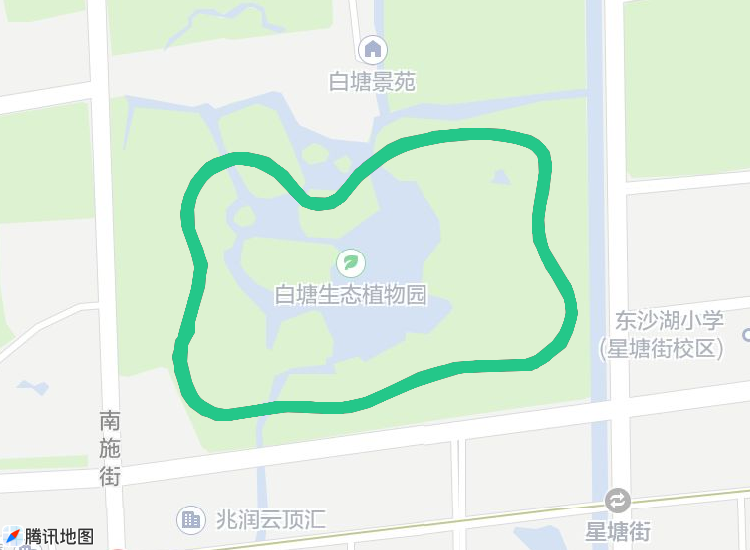 白塘景苑
白塘生态植物园
东沙湖小学
(星塘街校区)
南
施
街
兆润云顶汇
星塘街
腾讯地图